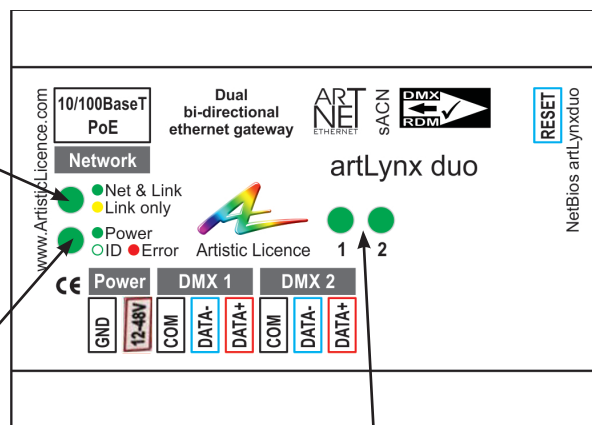 www.ArtisticLicence.com
10/100BaseT
PoE
Network
Net & Link
Link only
Power
ID Error
Dual
bi-directional
ethernet gateway
Artistic Licence
ART
NET
ETHERNET
sACN
DMX
RDM
artLynx duo
1 2
RESET
NetBios artLynxduo
CE Power DMX 1 DMX 2
GND 12-48V COM DATA- DATA+ COM DATA- DATA+